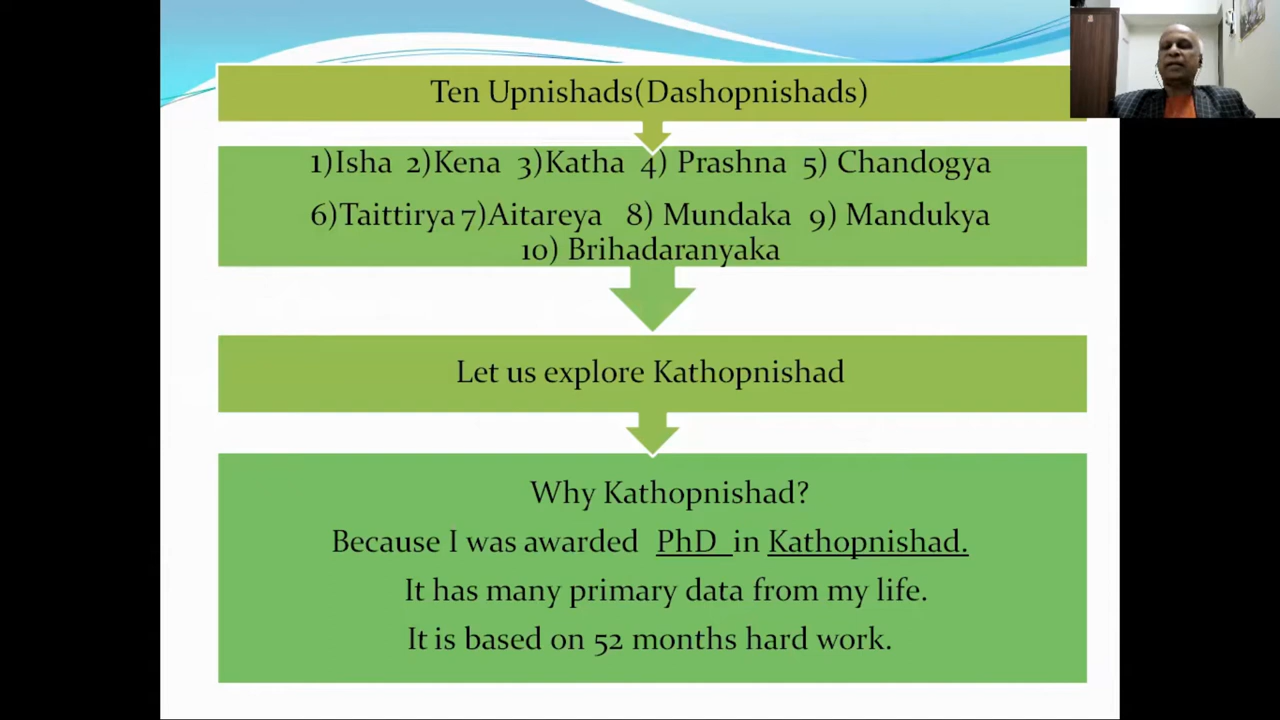 Ten Upnishads(Dashopnishads)
1)Isha 2)Kena 3)Katha 4) Prashna 5) Chandogya
6)Taittirya 7)Aitareya 8) Mundaka 9) Mandukya
10) Brihadaranyaka
Let us explore Kathopnishad
Why Kathopnishad?
Because I was awarded PhD in Kathopnishad.
It has many primary data from my life.
It is based on 52 months hard work.